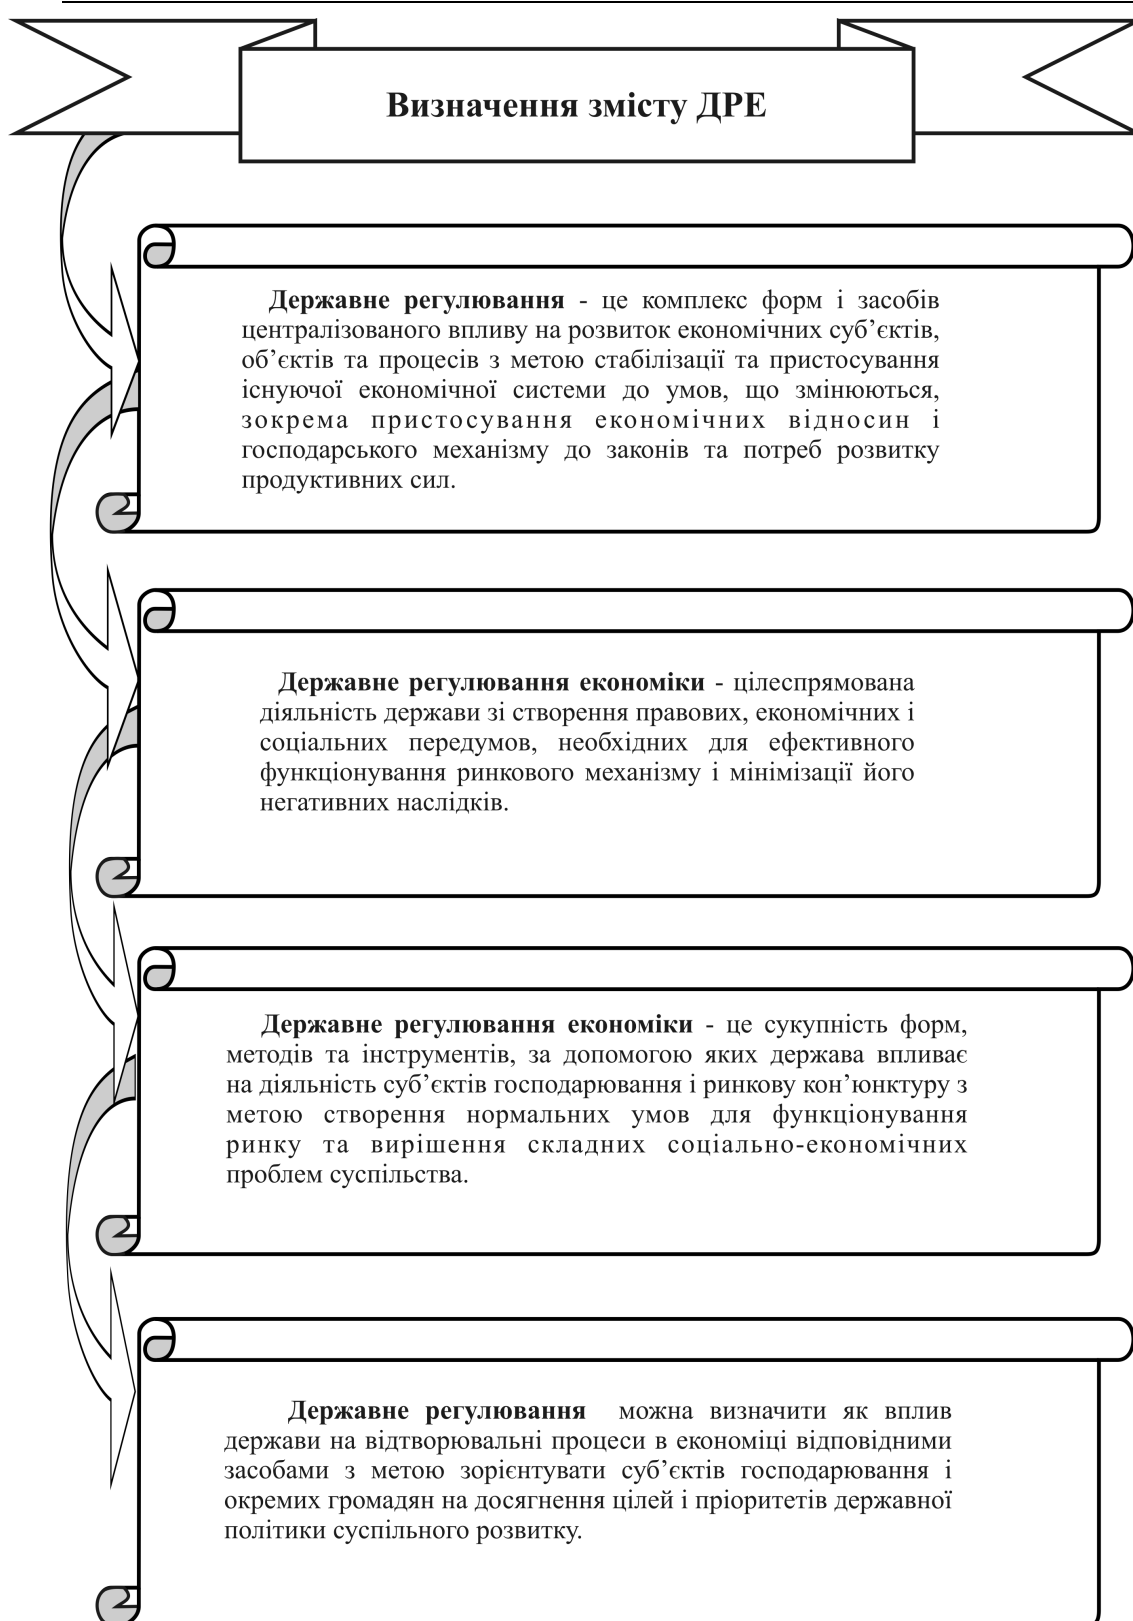 Визначення змісту ДРЕ
Державне регулювання - це комплекс форм і засобів
централізованого впливу на розвиток економічних суб’єктів,
об’єктів та процесів з метою стабілізації та пристосування
існуючої економічної системи до умов, що змінюються,
зокрема пристосування економічних відносин і
господарського механізму до законів та потреб розвитку
продуктивних сил.
Державне регулювання економіки - цілеспрямована
діяльність держави зі створення правових, економічних і
соціальних передумов, необхідних для ефективного
функціонування ринкового механізму і мінімізації його
негативних наслідків.
Державне регулювання економіки - це сукупність форм,
методів та інструментів, за допомогою яких держава впливає
на діяльність суб’єктів господарювання і ринкову кон’юнктуру з
метою створення нормальних умов для функціонування
ринку та вирішення складних соціально-економічних
проблем суспільства.
Державне регулювання можна визначити як вплив
держави на відтворювальні процеси в економіці відповідними
засобами з метою зорієнтувати суб’єктів господарювання і
окремих громадян на досягнення цілей і пріоритетів державної
політики суспільного розвитку.